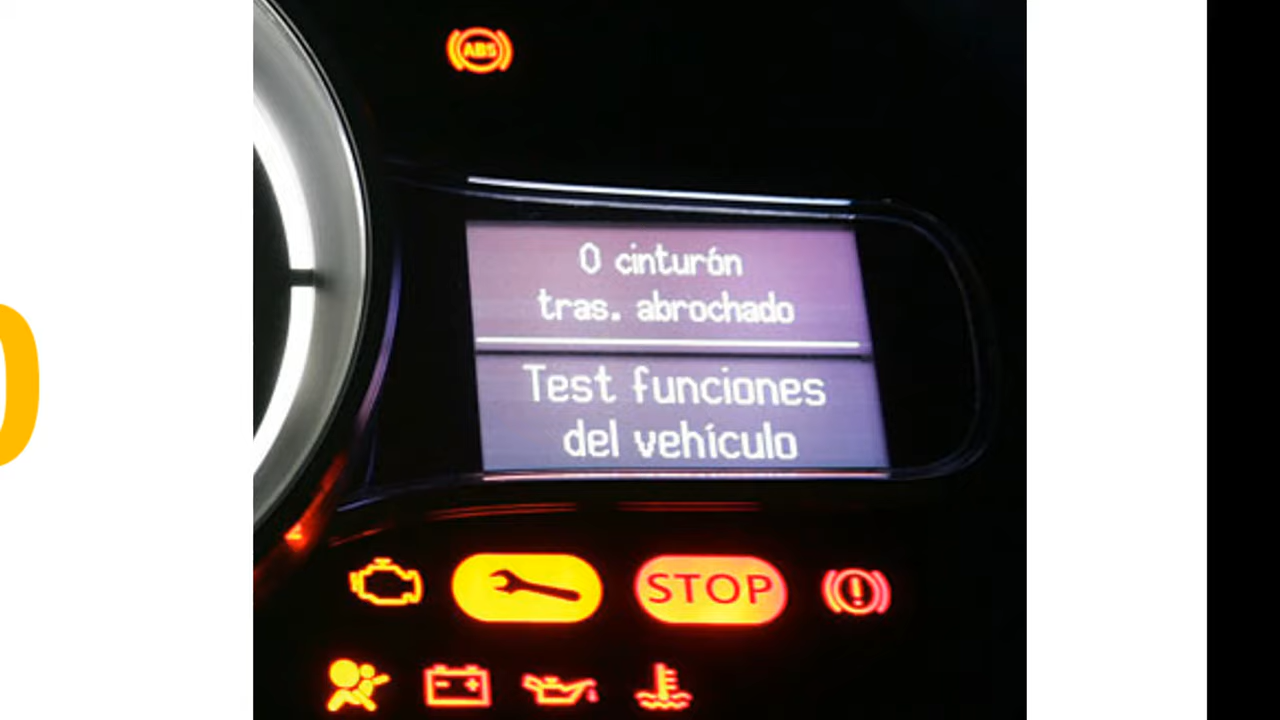 ABS
0 cinturón
tras. abrochado
Test funciones
del vehículo
STOP